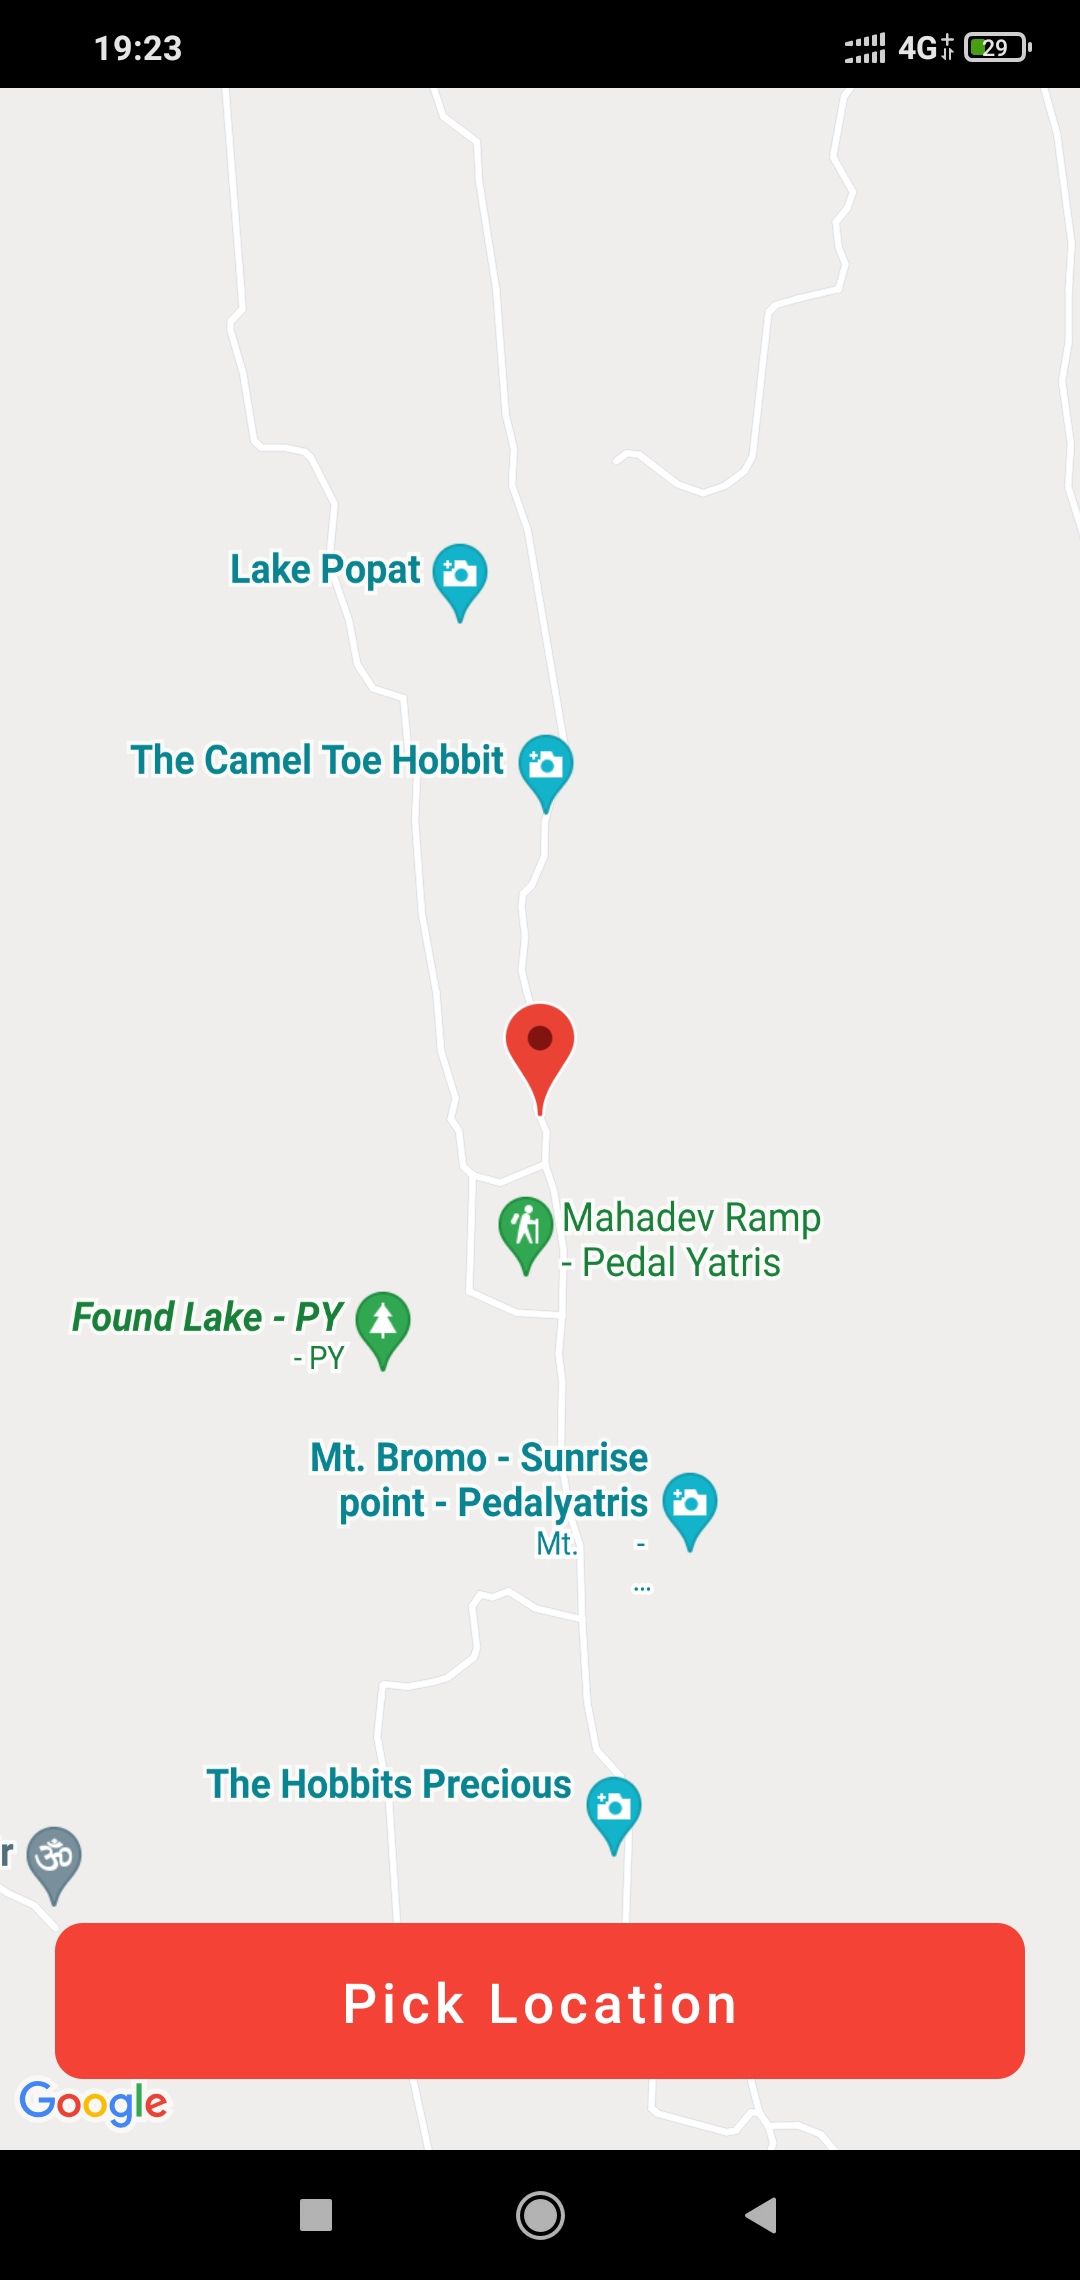 19:23
4G
29
Lake Popat
The Camel Toe Hobbit
Mahadev Ramp
- Pedal Yatris
Found Lake - PY
- PY
Mt. Bromo - Sunrise
point - Pedalyatris
Mt. -
...
The Hobbits Precious
r
ॐ
Pick Location
Google